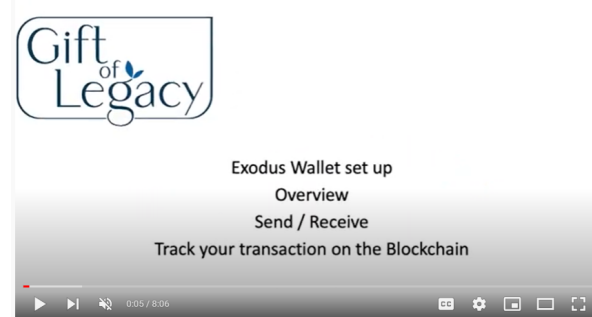 Gift
of
Legacy
Exodus Wallet set up
Overview
Send / Receive
Track your transaction on the Blockchain
0:05 / 8:06
CC